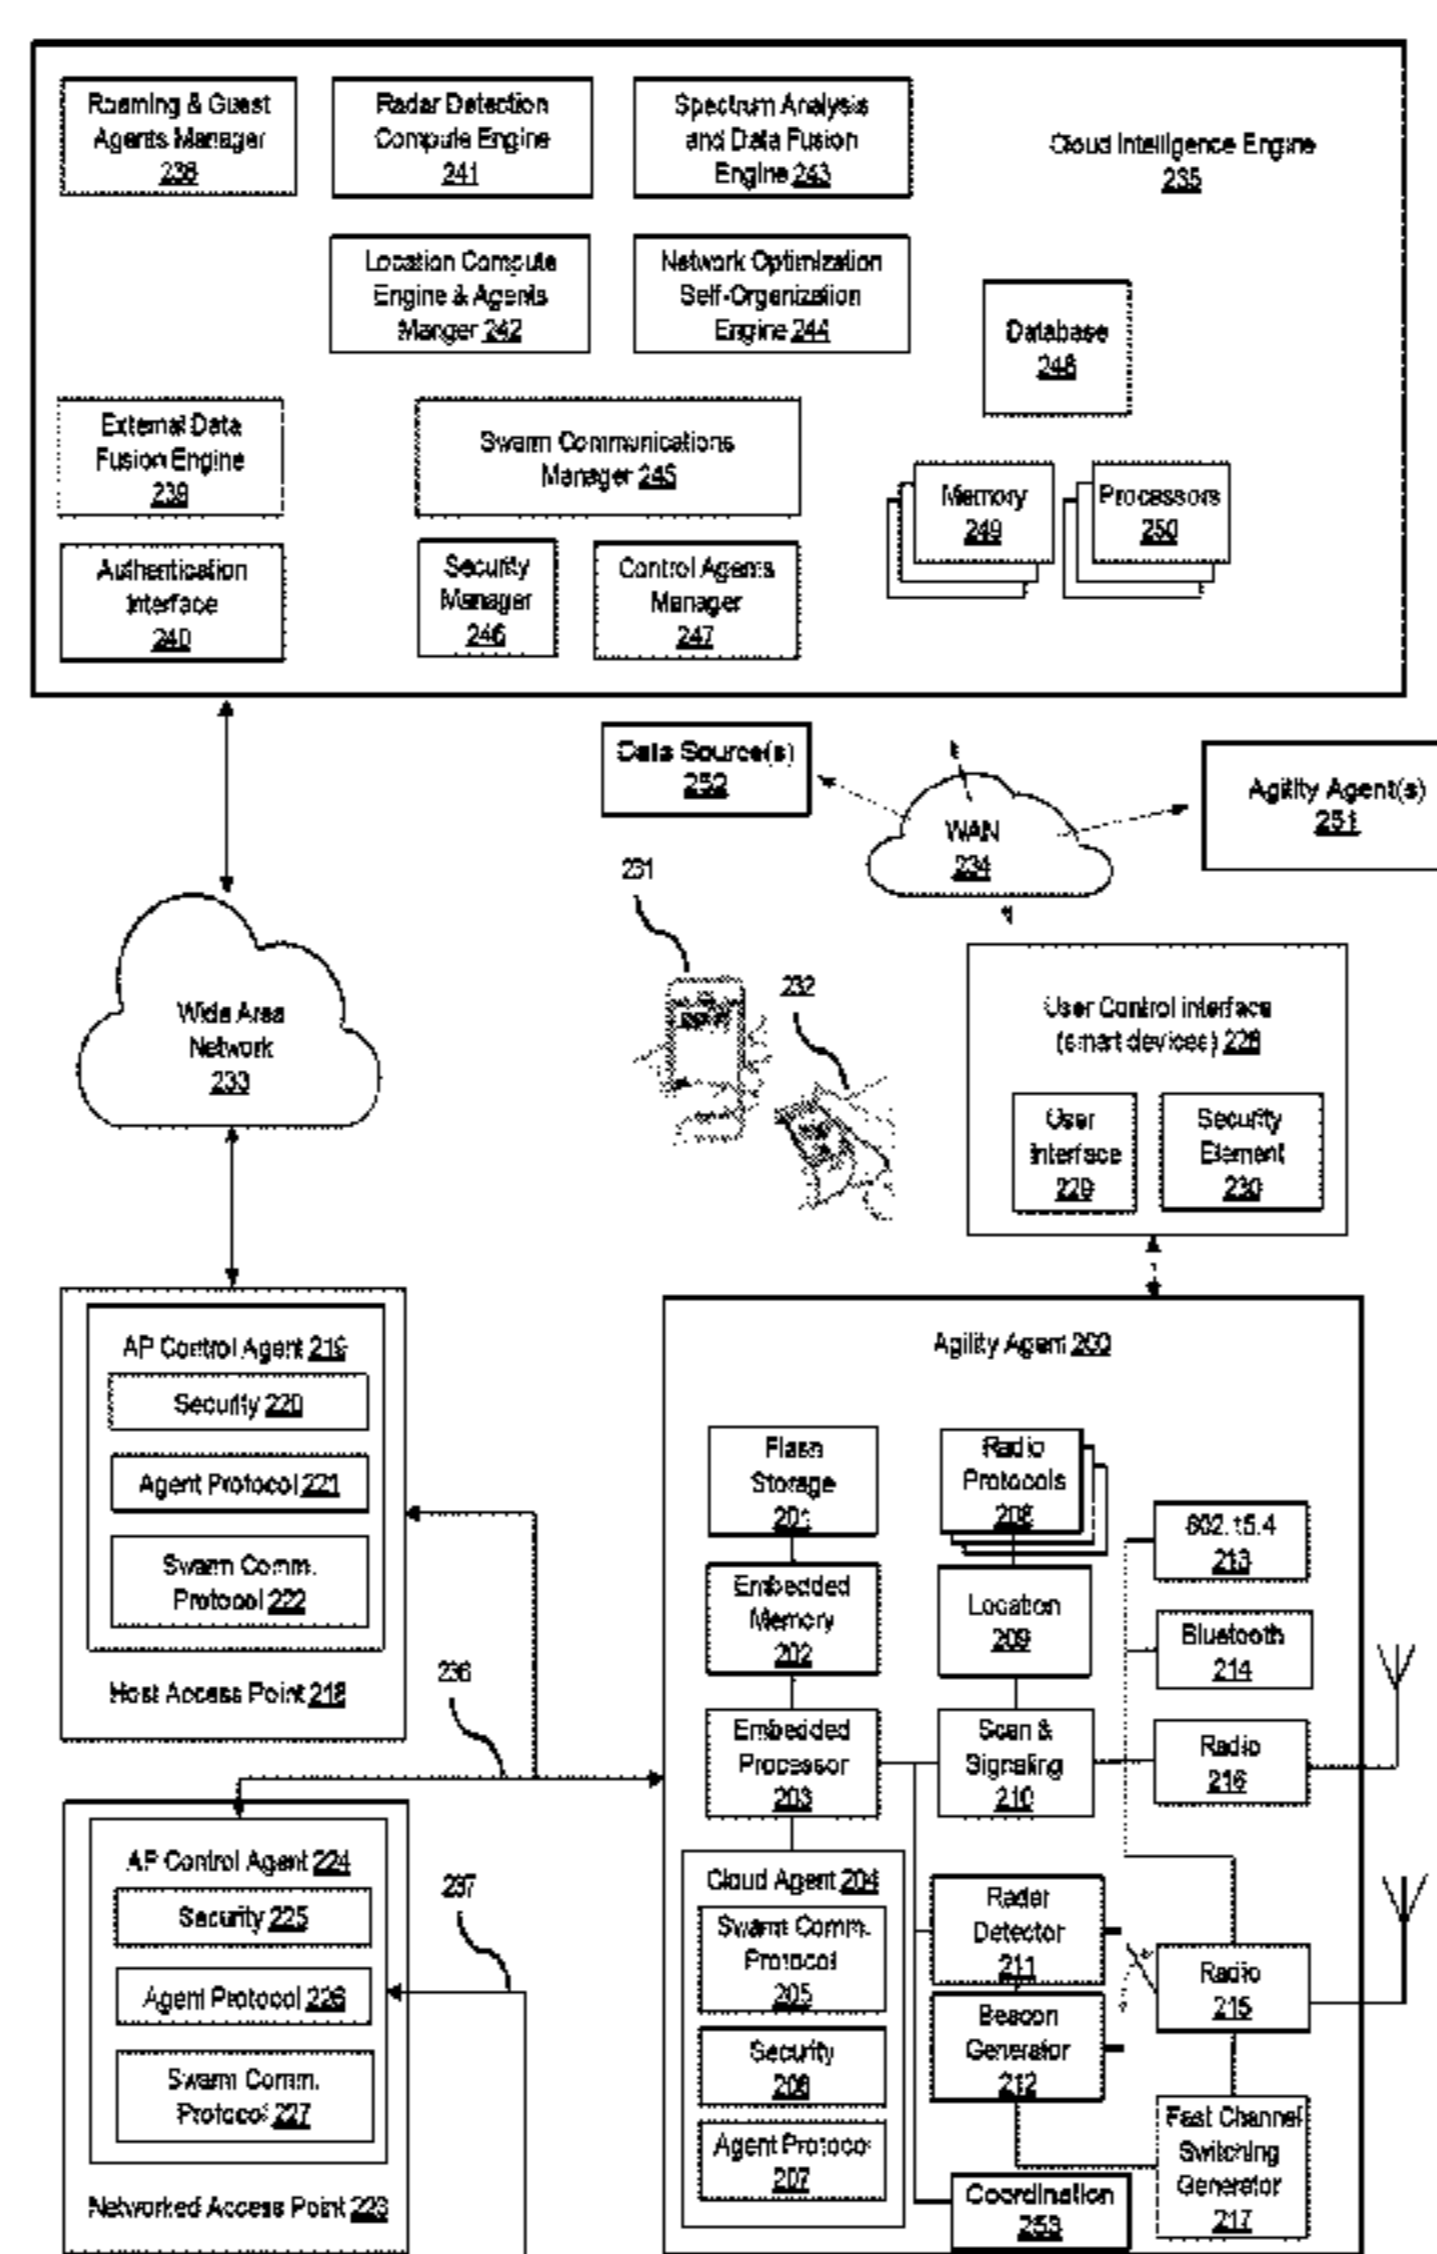 Roaming & Guest
Agents Manager
238
Radar Detection
Compute Engine
241
Spectrum Analysis
and Data Fusion
Engine 243
Cloud Intelligence Engine
235
Location Compute
Engine & Agents
Manger 242
Network Optimization
Self-Organization
Engine 244
Database
248
External Data
Fusion Engine
239
Swarm Communications
Manager 245
Memory
249
Processors
250
Authentication
Interface
240
Security
Manager
246
Control Agents
Manager
247
Data Source(s)
252
WAN
234
Agility Agent(s)
251
231
232
Wide Area
Network
233
User Control interface
(smart devices) 228
User
Interface
229
Security
Element
230
AP Control Agent 219
Security 220
Agent Protocol 221
Swarm Comm.
Protocol 222
Host Access Point 218
Agility Agent 200
Flash
Storage
201
Radio
Protocols
208
802.15.4
213
Embedded
Memory
202
Location
209
Bluetooth
214
236
Embedded
Processor
203
Scan &
Signaling
210
Radio
216
AP Control Agent 224
Security 225
Agent Protocol 226
Swarm Comm.
Protocol 227
Networked Access Point 223
237
Cloud Agent 204
Swarm Comm.
Protocol
205
Security
206
Agent Protocol
207
Radar
Detector
211
Beacon
Generator
212
Radio
215
Fast Channel
Switching
Generator
217
Coordination
253